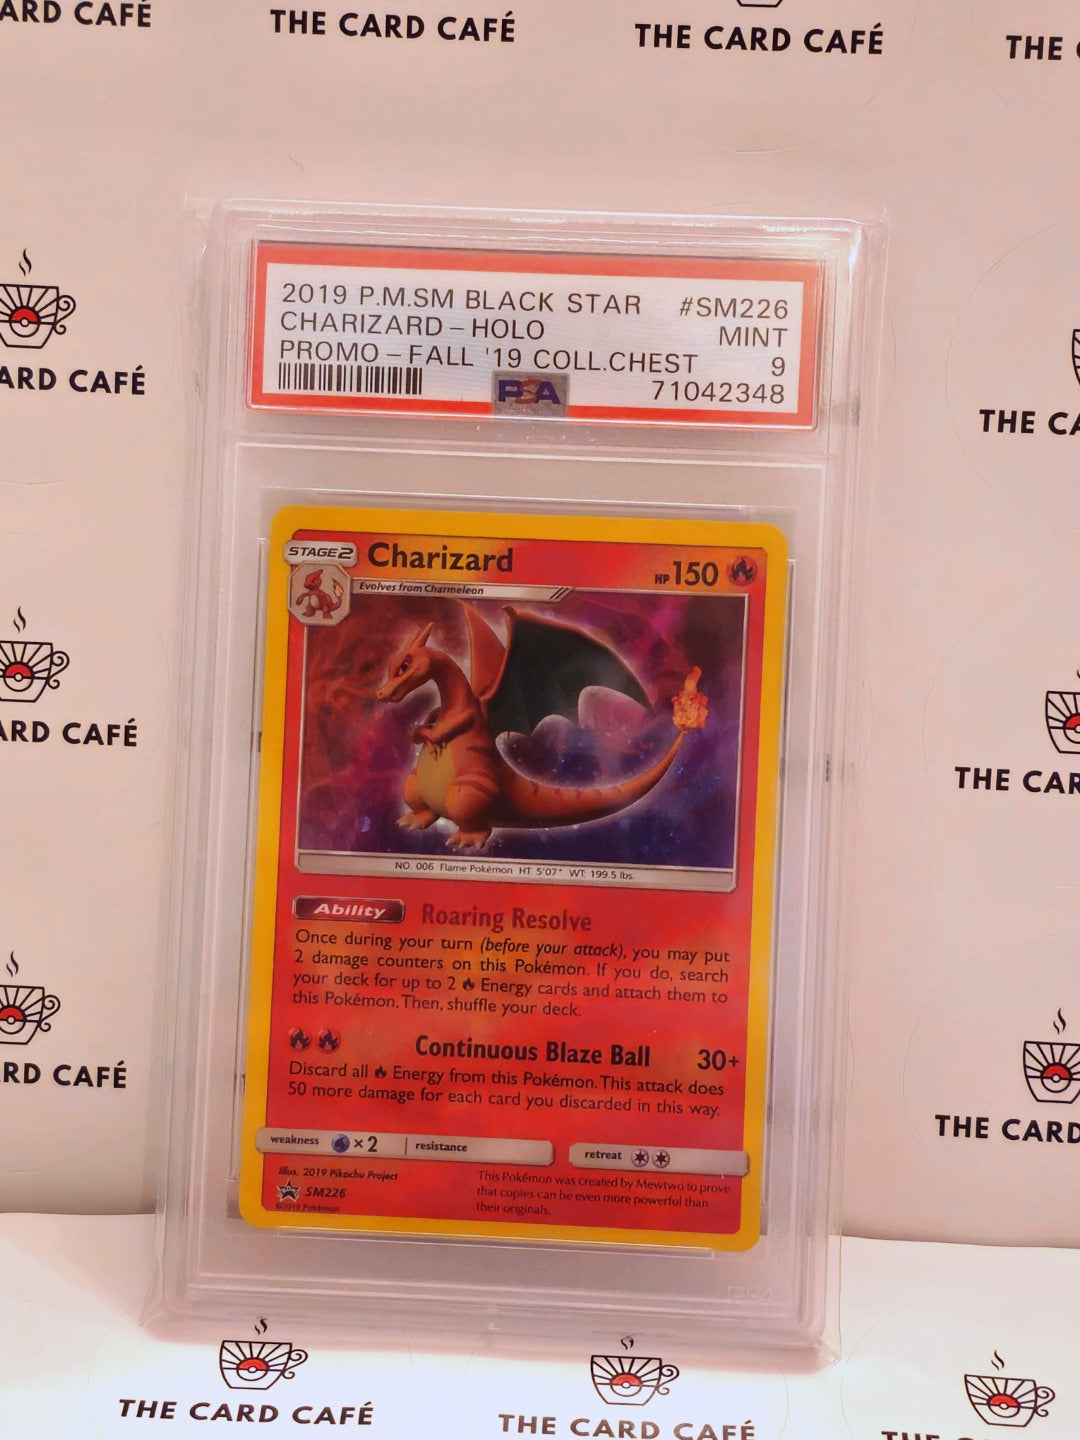 ARD CAFÉ
THE CARD CAFÉ
THE CARD CAFÉ
THE
2019 P.M.SM BLACK STAR #SM226
CHARIZARD – HOLO MINT
PROMO – FALL '19 COLL.CHEST 9
PSA 71042348
ARD CAFÉ
THE CA
STAGE 2 Charizard HP 150
Evolves from Charmeleon
NO. 006 Flame Pokémon HT 5'07" WT: 199.5 lbs.
ARD CAFÉ
THE CAR
Ability Roaring Resolve
Once during your turn (before your attack), you may put
2 damage counters on this Pokémon. If you do, search
your deck for up to 2 Energy cards and attach them to
this Pokémon. Then, shuffle your deck.
Continuous Blaze Ball 30+
Discard all Energy from this Pokémon. This attack does
50 more damage for each card you discarded in this way.
RD CAFÉ
THE CARD
weakness ×2 resistance retreat
Illus. 2019 Pikachu Project
SM226
©2019 Pokémon
This Pokémon was created by Mewtwo to prove
that copies can be even more powerful than
their originals.
THE CARD CAFÉ
THE CARD CAFÉ